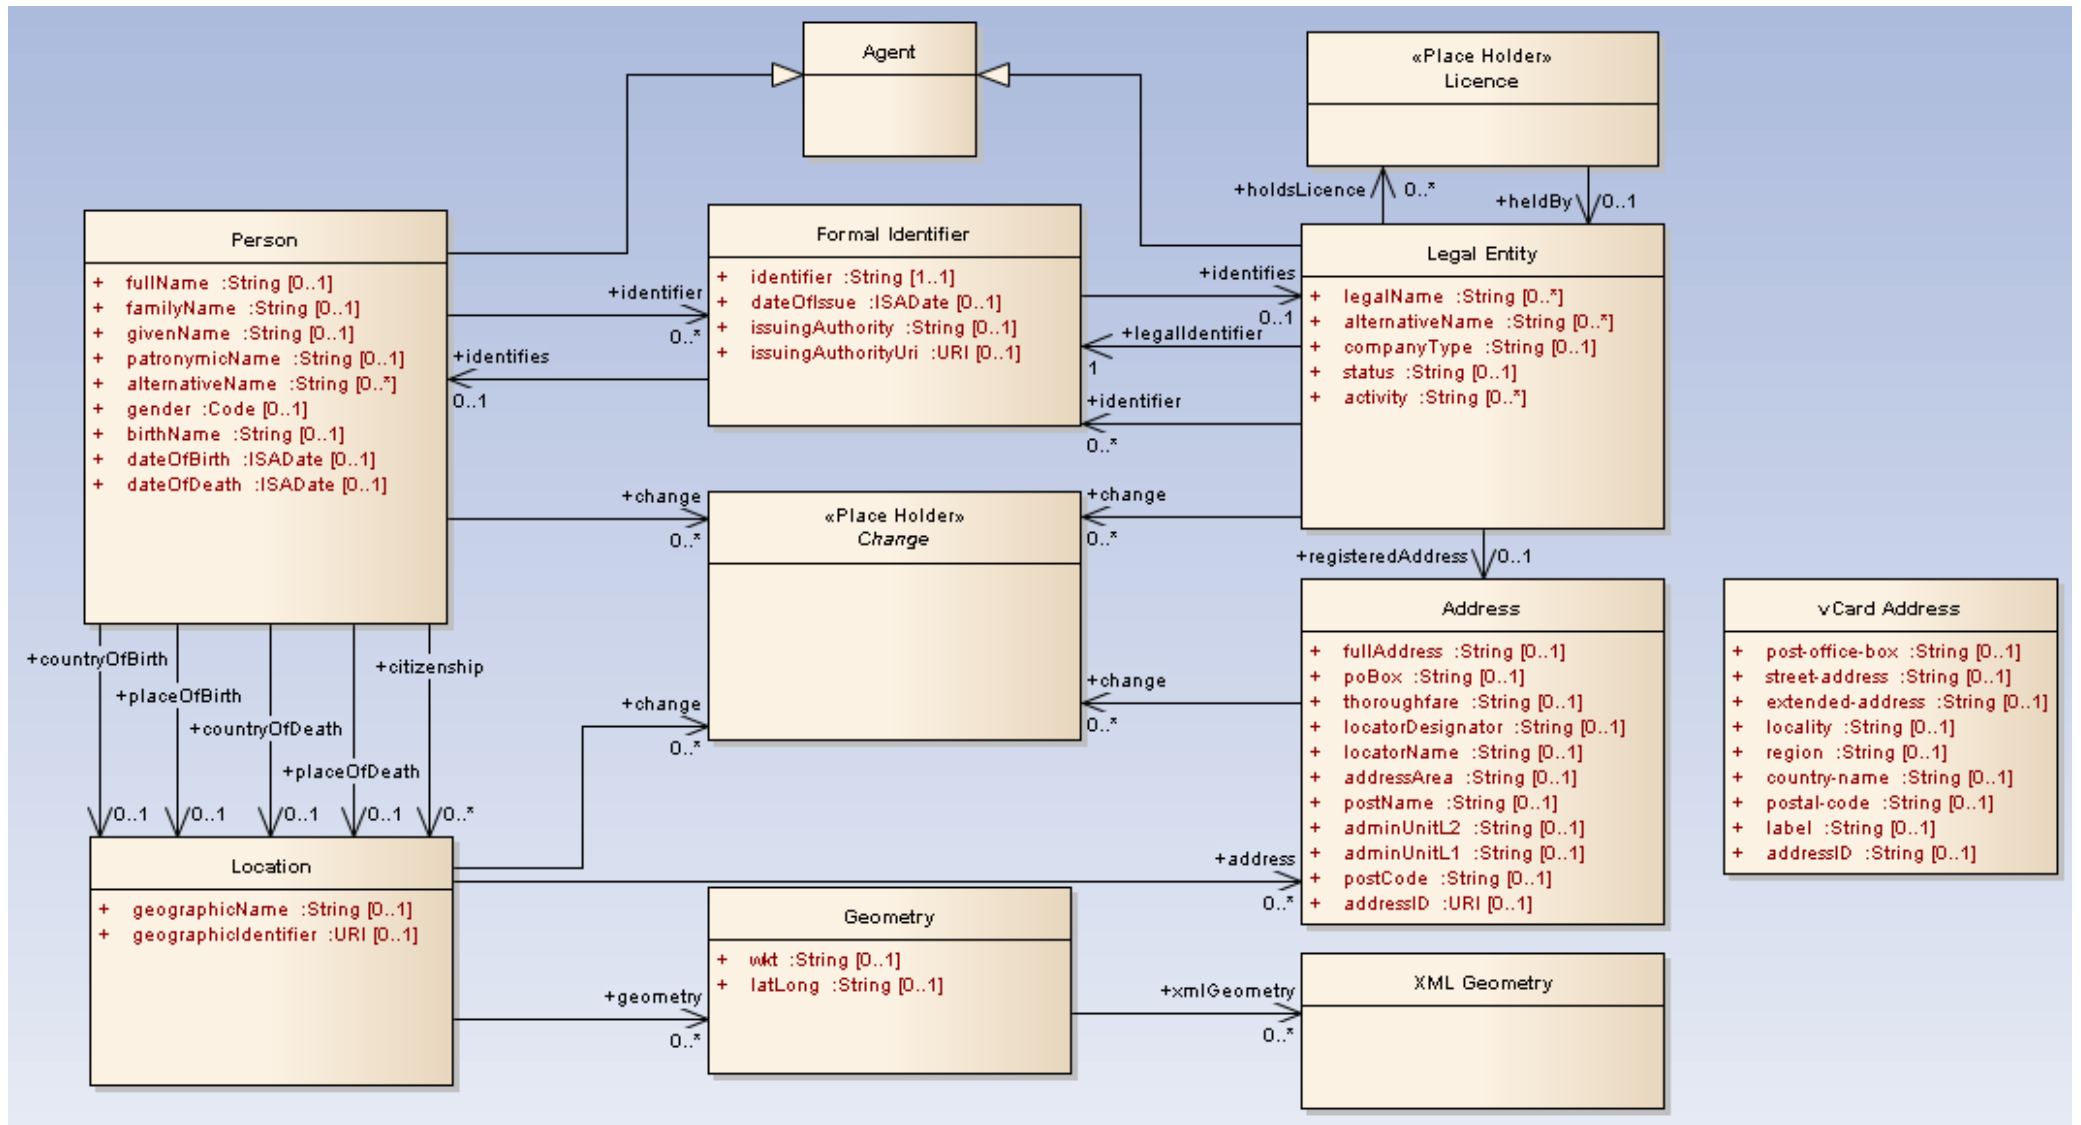 Agent
«Place Holder»
Licence
+holdsLicence
0..*
+heldBy
0..1
Person
+ fullName :String [0..1]
+ familyName :String [0..1]
+ givenName :String [0..1]
+ patronymicName :String [0..1]
+ alternativeName :String [0..*]
+ gender :Code [0..1]
+ birthName :String [0..1]
+ dateOfBirth :ISADate [0..1]
+ dateOfDeath :ISADate [0..1]
+identifier
0..*
+identifies
0..1
Formal Identifier
+ identifier :String [1..1]
+ dateOfIssue :ISADate [0..1]
+ issuingAuthority :String [0..1]
+ issuingAuthorityUri :URI [0..1]
+identifies
0..1
+legalIdentifier
1
+identifier
0..*
Legal Entity
+ legalName :String [0..*]
+ alternativeName :String [0..*]
+ companyType :String [0..1]
+ status :String [0..1]
+ activity :String [0..*]
+change
0..*
«Place Holder»
Change
+change
0..*
+registeredAddress
0..1
+countryOfBirth
+placeOfBirth
+countryOfDeath
+placeOfDeath
+citizenship
0..1
0..1
0..1
0..1
0..*
+change
0..*
+change
0..*
Address
+ fullAddress :String [0..1]
+ poBox :String [0..1]
+ thoroughfare :String [0..1]
+ locatorDesignator :String [0..1]
+ locatorName :String [0..1]
+ addressArea :String [0..1]
+ postName :String [0..1]
+ adminUnitL2 :String [0..1]
+ adminUnitL1 :String [0..1]
+ postCode :String [0..1]
+ addressID :URI [0..1]
vCard Address
+ post-office-box :String [0..1]
+ street-address :String [0..1]
+ extended-address :String [0..1]
+ locality :String [0..1]
+ region :String [0..1]
+ country-name :String [0..1]
+ postal-code :String [0..1]
+ label :String [0..1]
+ addressID :String [0..1]
Location
+ geographicName :String [0..1]
+ geographicIdentifier :URI [0..1]
+address
0..*
+geometry
0..*
Geometry
+ wkt :String [0..1]
+ latLong :String [0..1]
+xmlGeometry
0..*
XML Geometry